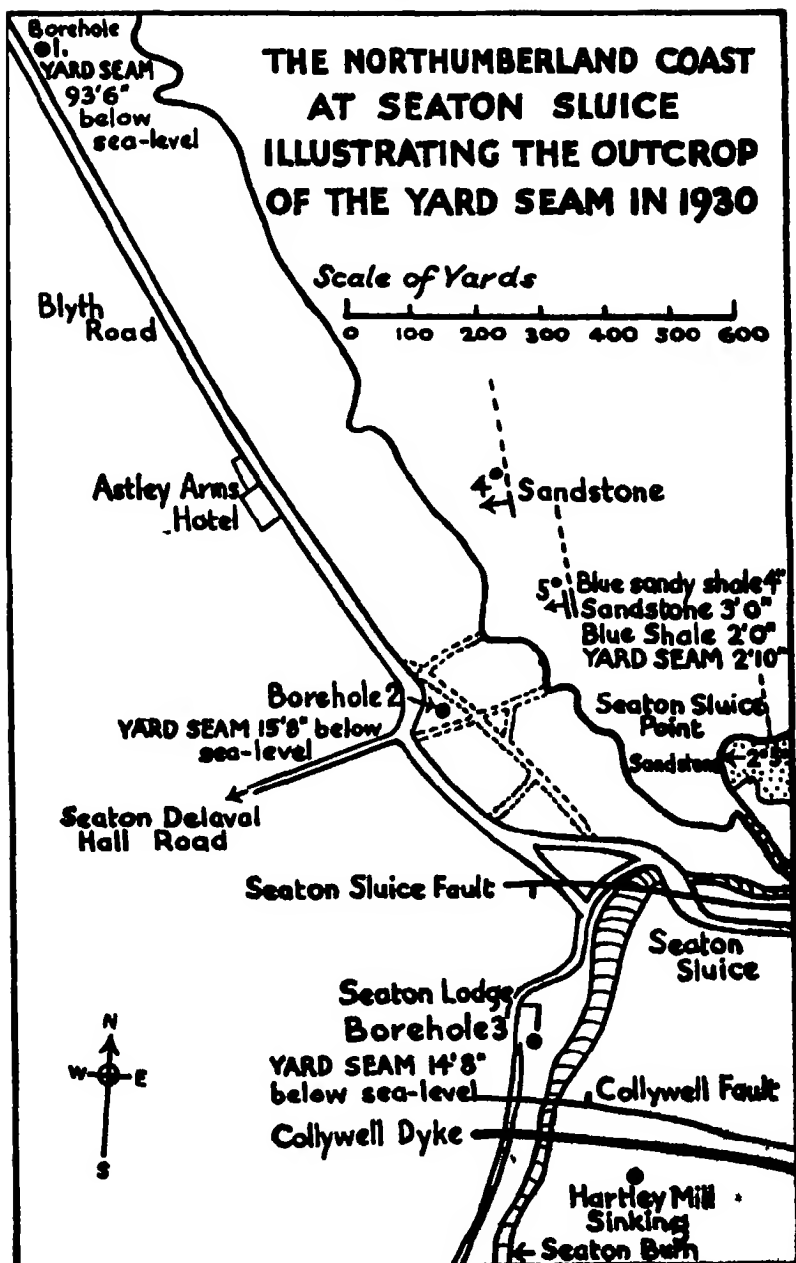 Borehole
1.
YARD SEAM
93'6"
below
sea-level
THE NORTHUMBERLAND COAST
AT SEATON SLUICE
ILLUSTRATING THE OUTCROP
OF THE YARD SEAM IN 1930
Scale of Yards
0 100 200 300 400 500 600
Blyth
Road
Astley Arms
Hotel
4° Sandstone
5° Blue sandy shale 4"
Sandstone 3'0"
Blue Shale 2'0"
YARD SEAM 2'10"
Borehole 2
YARD SEAM 15'8" below
sea-level
Seaton Sluice
Point
Sandstone 2°-5°
Seaton Delaval
Hall Road
Seaton Sluice Fault
Seaton
Sluice
Seaton Lodge
Borehole 3
YARD SEAM 14'8"
below sea-level
Collywell Fault
Collywell Dyke
N
W E
S
Hartley Mill
Sinking
Seaton Burn